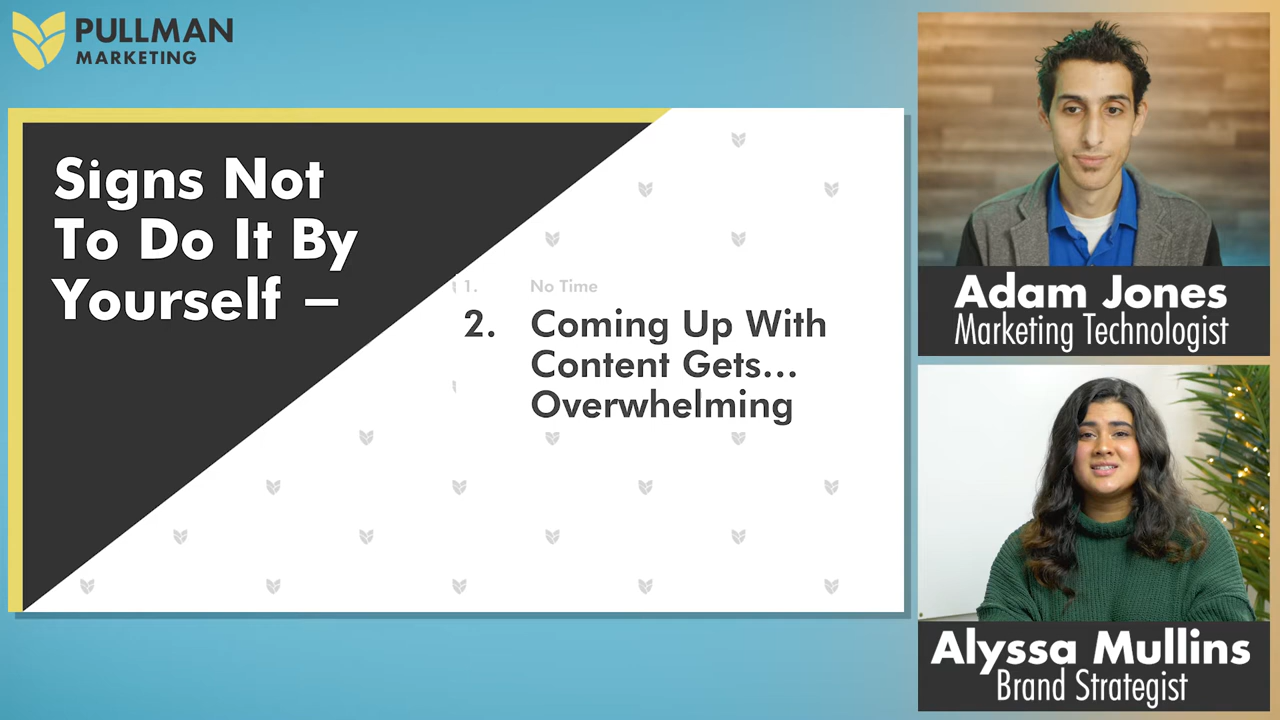 PULLMAN
MARKETING
Signs Not
To Do It By
Yourself –
1. No Time
2. Coming Up With
Content Gets...
Overwhelming
Adam Jones
Marketing Technologist
Alyssa Mullins
Brand Strategist